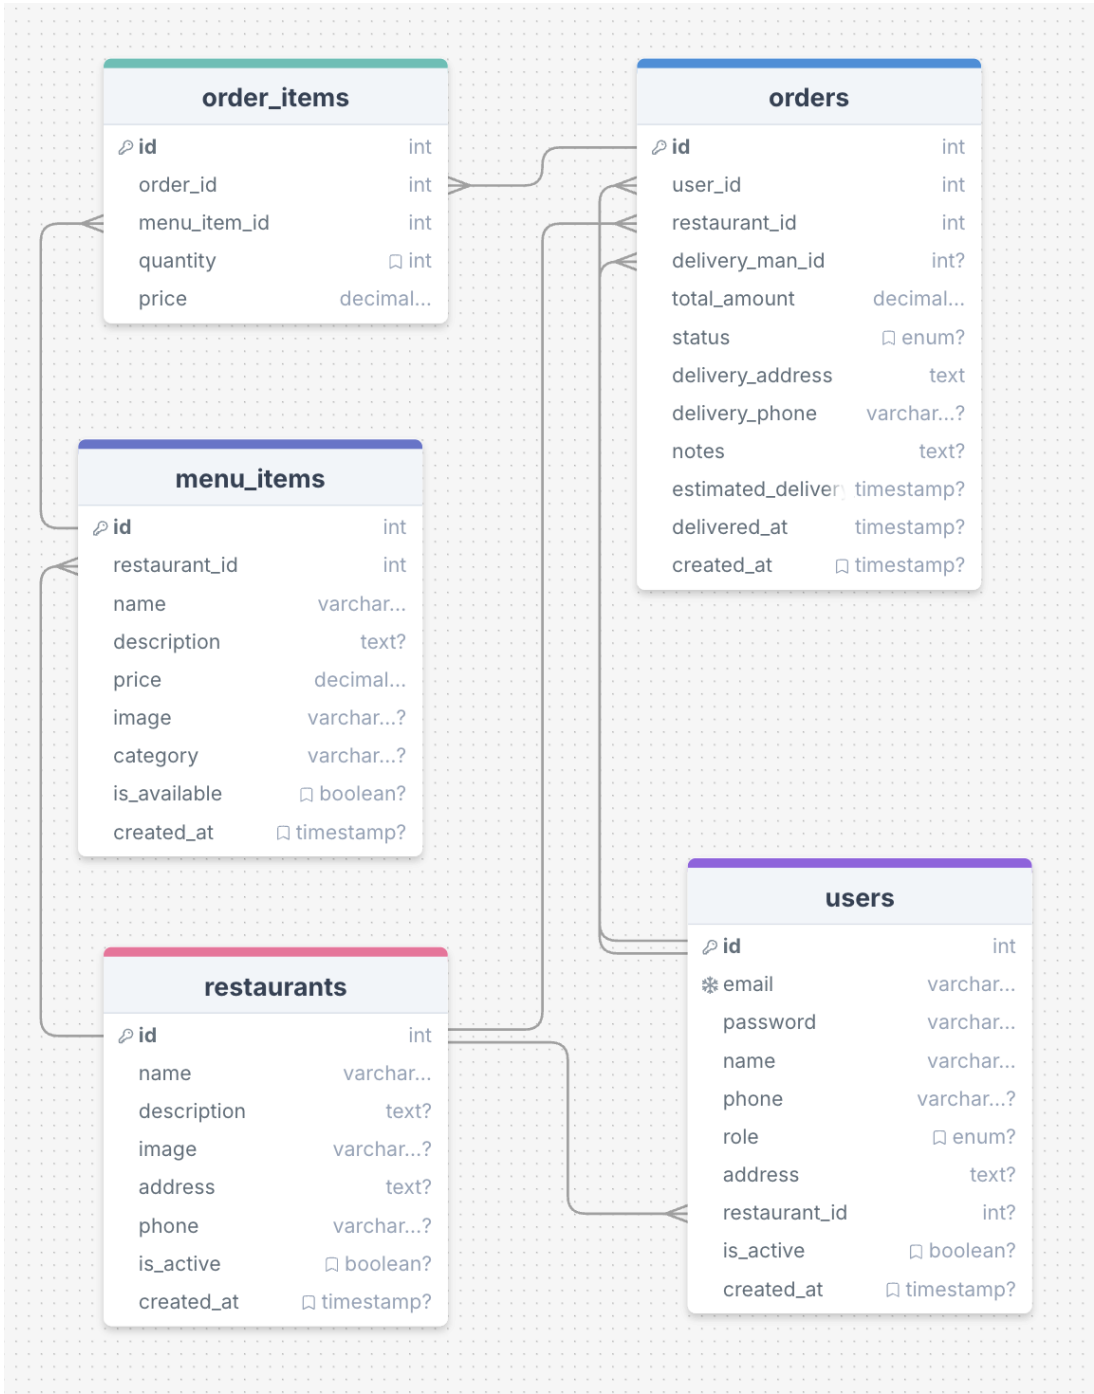 order_items
id int
order_id int
menu_item_id int
quantity int
price decimal...
orders
id int
user_id int
restaurant_id int
delivery_man_id int?
total_amount decimal...
status enum?
delivery_address text
delivery_phone varchar...?
notes text?
estimated_deliver timestamp?
delivered_at timestamp?
created_at timestamp?
menu_items
id int
restaurant_id int
name varchar...
description text?
price decimal...
image varchar...?
category varchar...?
is_available boolean?
created_at timestamp?
users
id int
email varchar...
password varchar...
name varchar...
phone varchar...?
role enum?
address text?
restaurant_id int?
is_active boolean?
created_at timestamp?
restaurants
id int
name varchar...
description text?
image varchar...?
address text?
phone varchar...?
is_active boolean?
created_at timestamp?